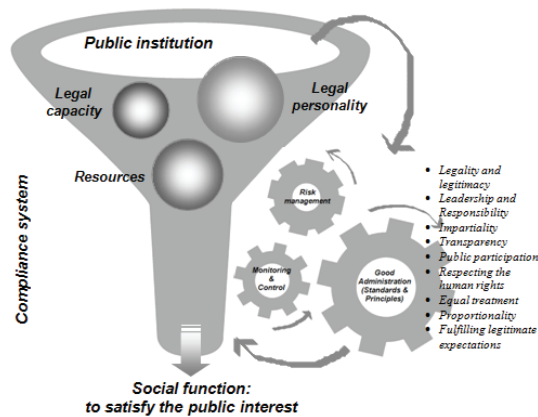 Public institution
Legal
capacity
Legal
personality
Resources
Compliance system
Risk
management
Monitoring
&
Control
Good
Administration
(Standards &
Principles)
• Legality and
legitimacy
• Leadership and
Responsibility
• Impartiality
• Transparency
• Public participation
• Respecting the
human rights
• Equal treatment
• Proportionality
• Fulfilling legitimate
expectations
Social function:
to satisfy the public interest